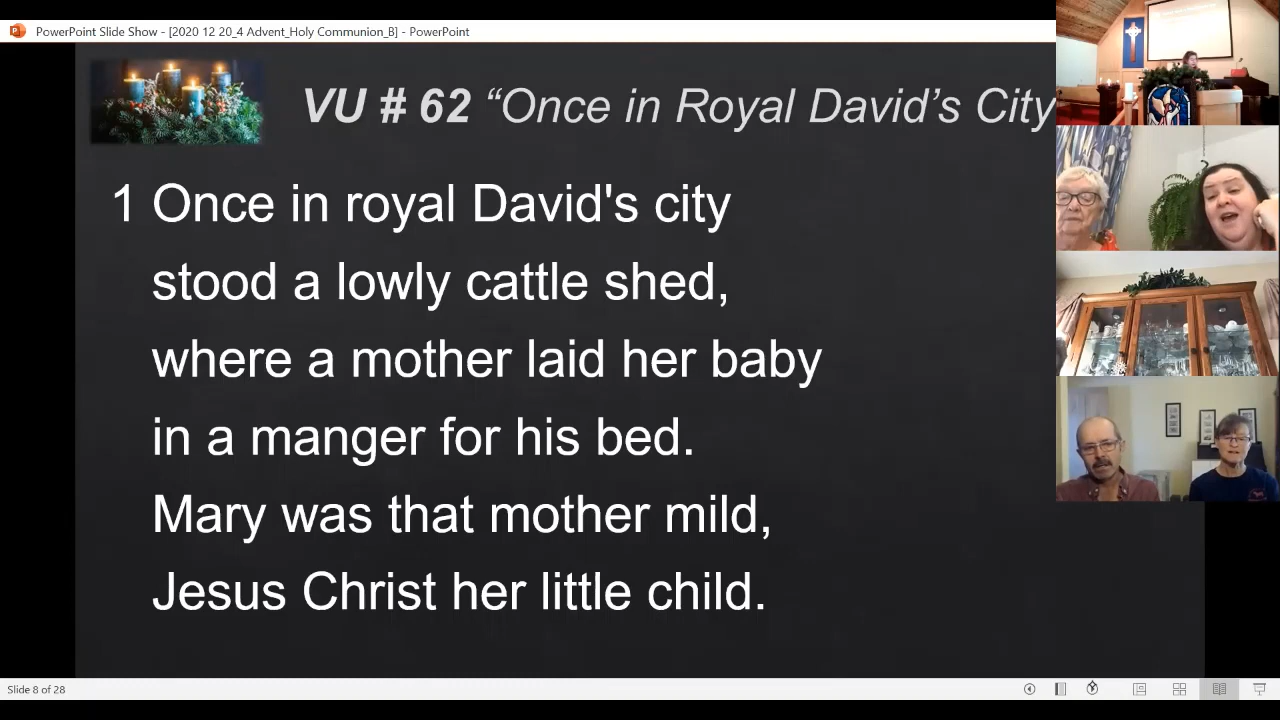 PowerPoint Slide Show - [2020 12 20_4 Advent_Holy Communion_B] - PowerPoint
VU # 62 “Once in Royal David’s City
1 Once in royal David's city
stood a lowly cattle shed,
where a mother laid her baby
in a manger for his bed.
Mary was that mother mild,
Jesus Christ her little child.
Slide 8 of 28